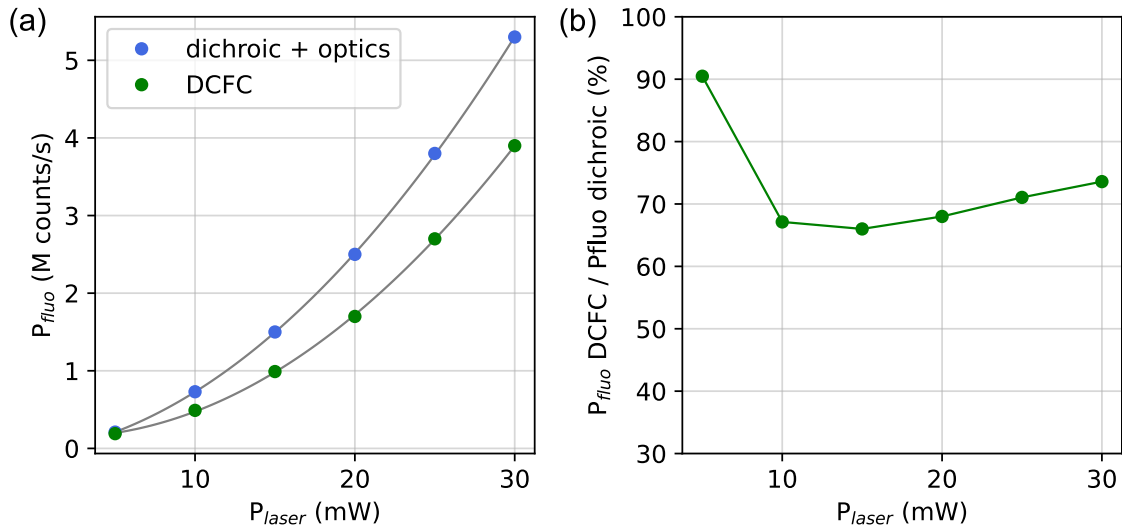 (a)
dichroic + optics
DCFC
P_fluo (M counts/s)
5
4
3
2
1
0
10
20
30
P_laser (mW)
(b)
P_fluo DCFC / Pfluo dichroic (%)
100
90
80
70
60
50
40
30
10
20
30
P_laser (mW)